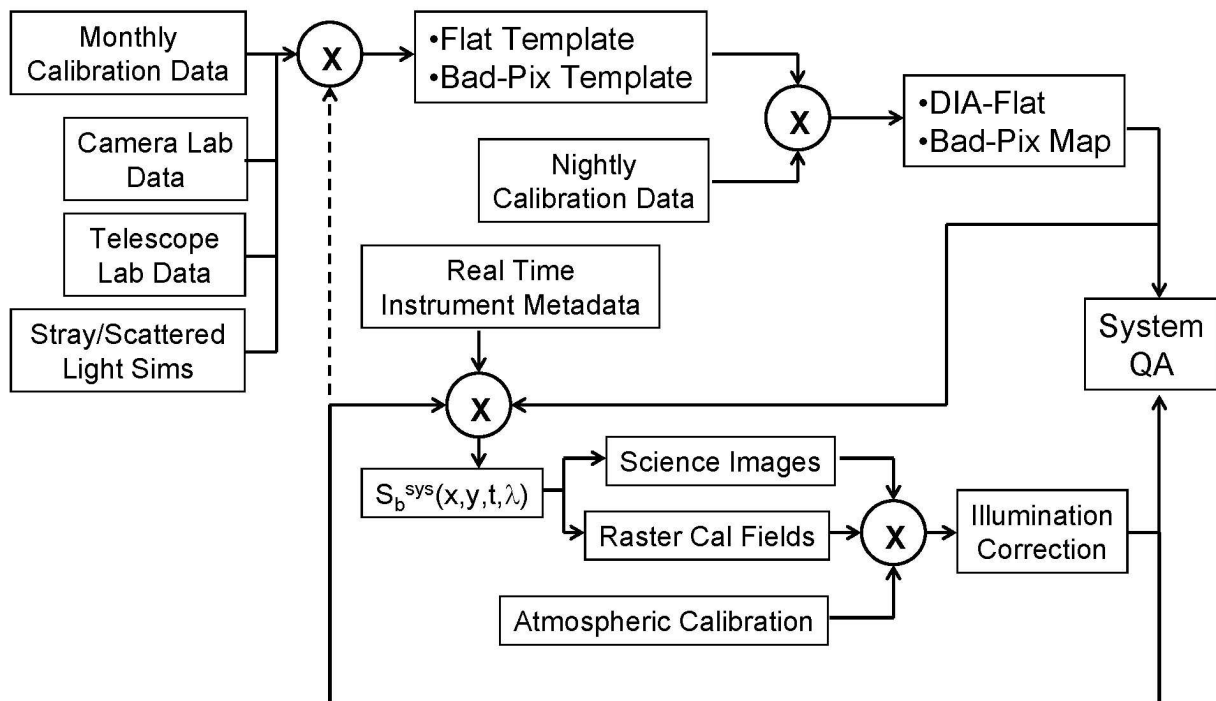 Monthly
Calibration Data
X
•Flat Template
•Bad-Pix Template
Camera Lab
Data
Telescope
Lab Data
Stray/Scattered
Light Sims
Nightly
Calibration Data
X
•DIA-Flat
•Bad-Pix Map
Real Time
Instrument Metadata
X
System
QA
S_b^sys(x,y,t,λ)
Science Images
Raster Cal Fields
Atmospheric Calibration
X
Illumination
Correction